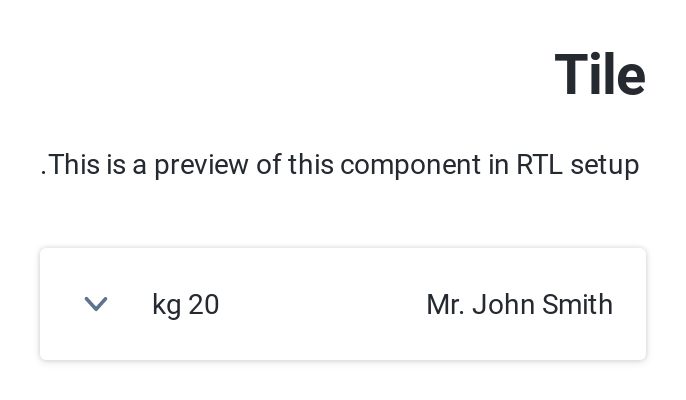 Tile
.This is a preview of this component in RTL setup
Mr. John Smith
kg 20